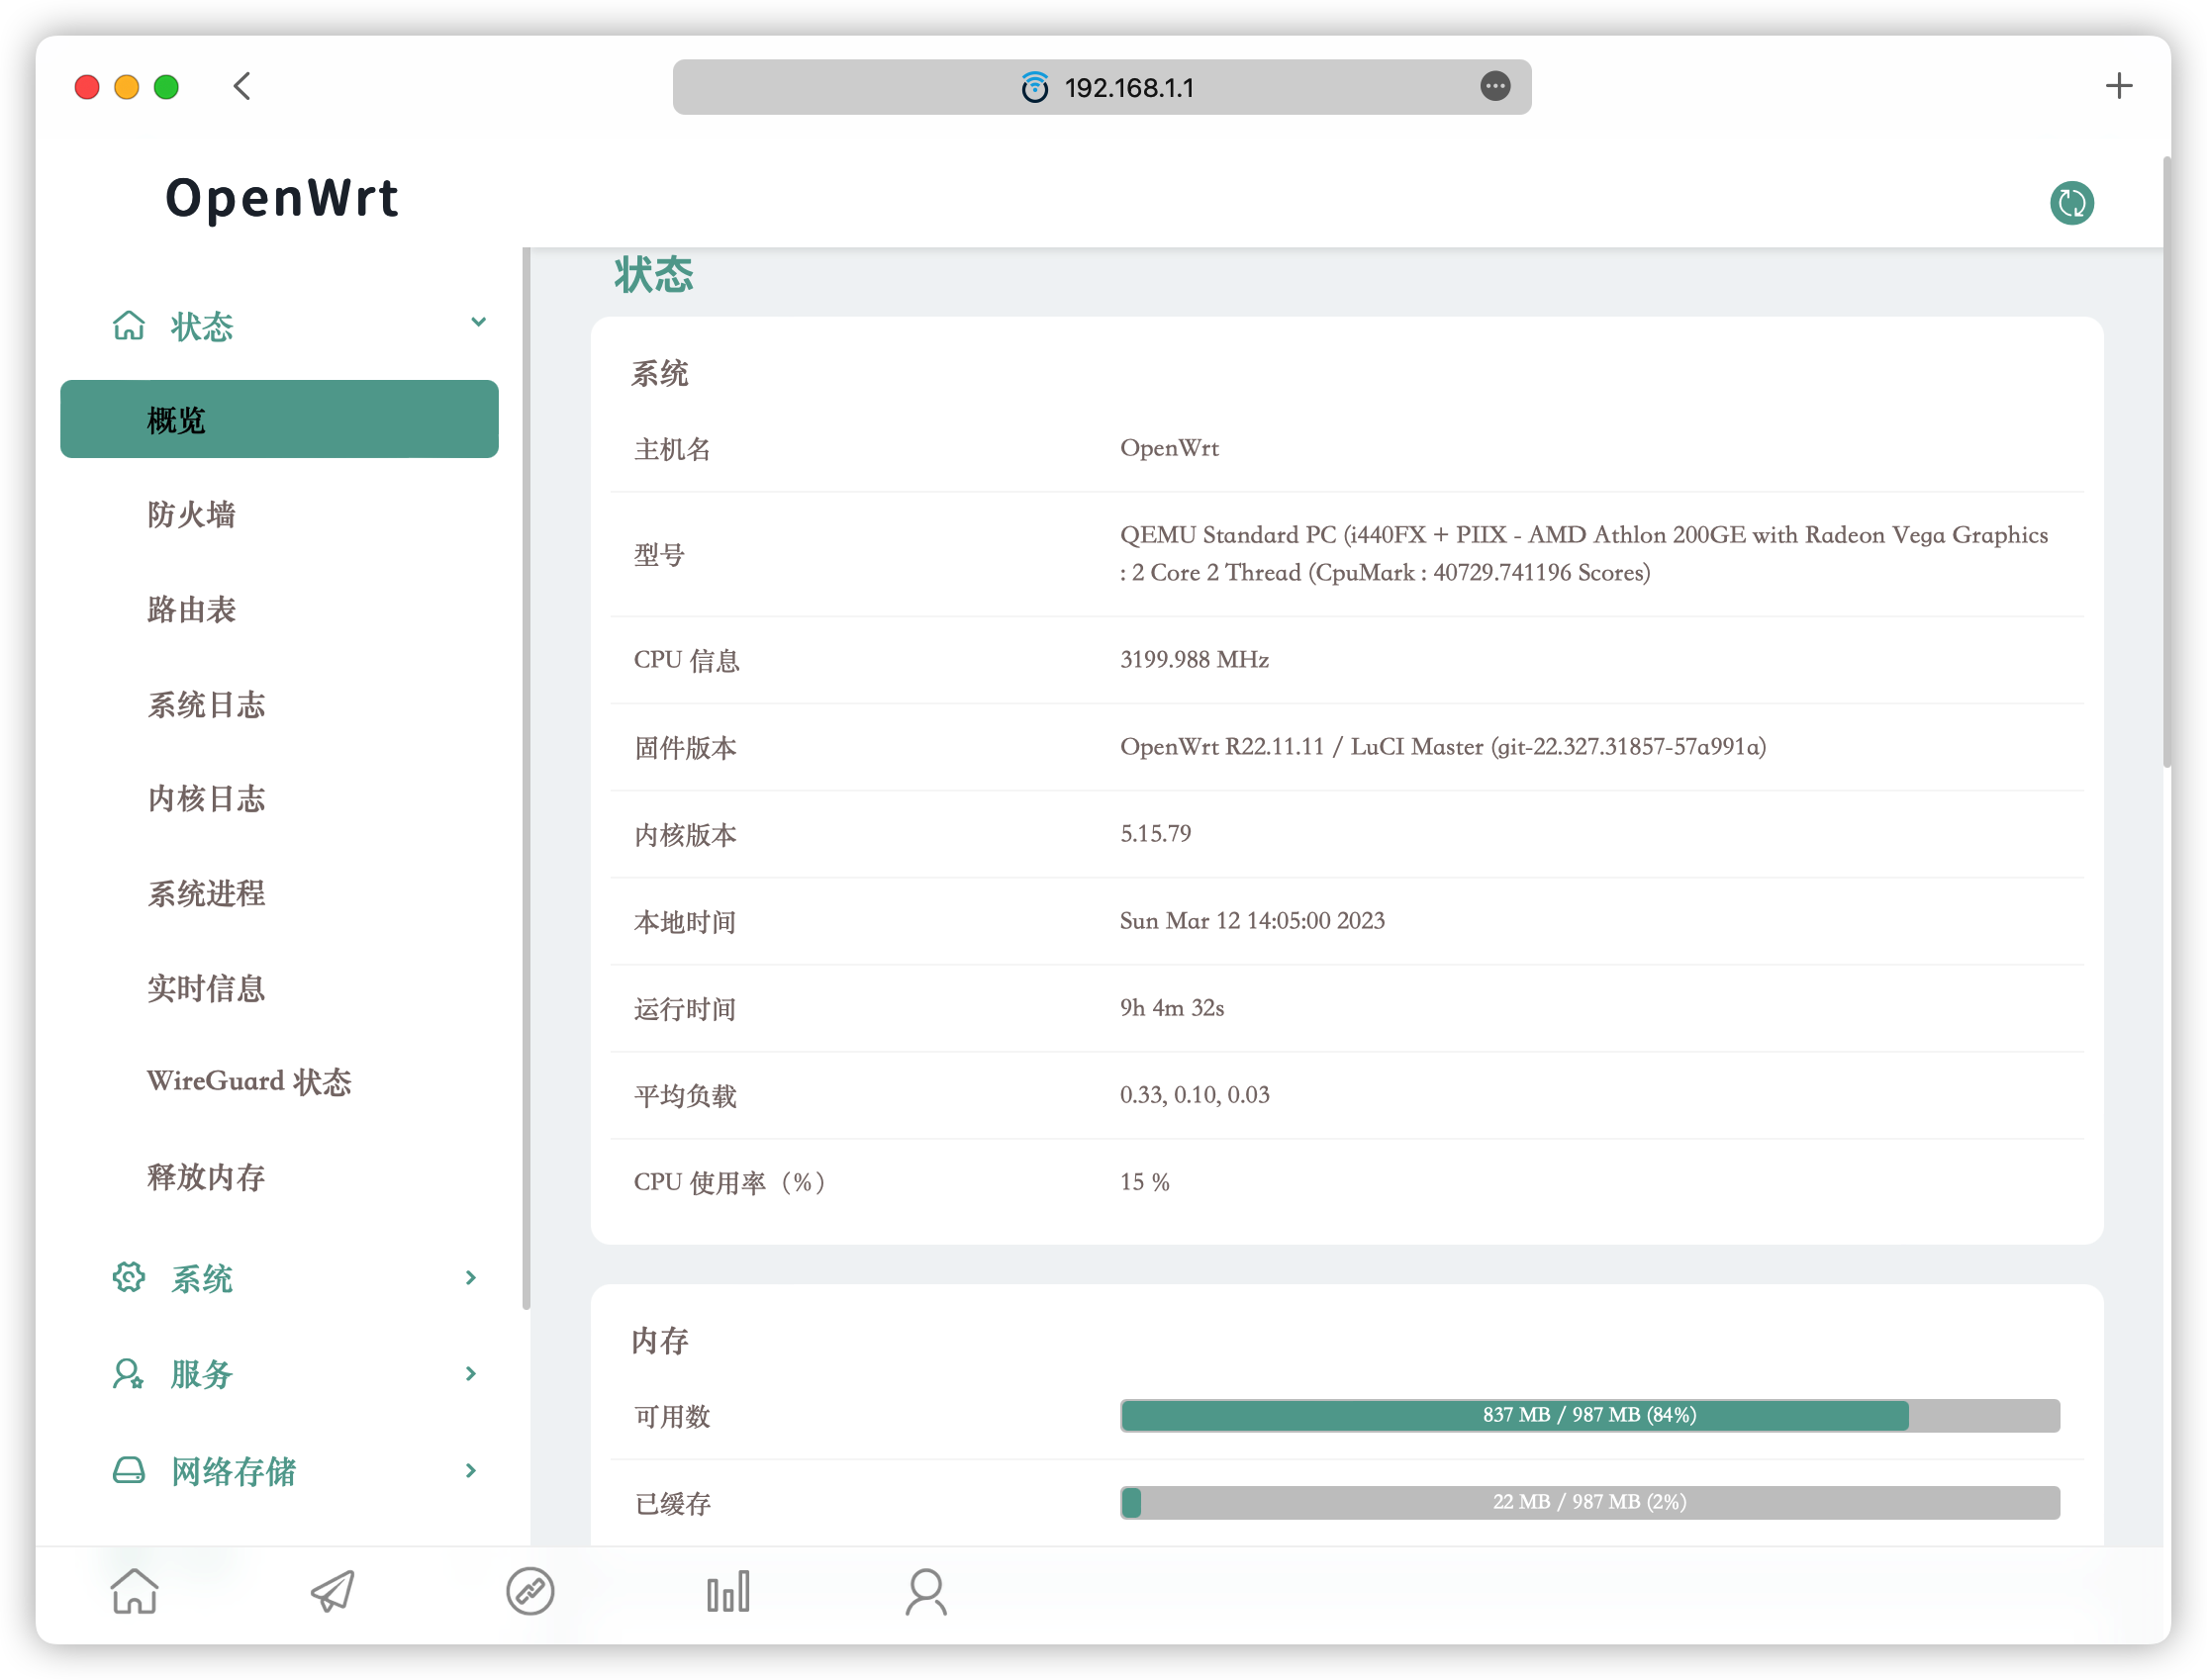 192.168.1.1
OpenWrt
状态
概览
防火墙
路由表
系统日志
内核日志
系统进程
实时信息
WireGuard 状态
释放内存
系统
服务
网络存储
状态
系统
主机名 OpenWrt
型号 QEMU Standard PC (i440FX + PIIX - AMD Athlon 200GE with Radeon Vega Graphics
: 2 Core 2 Thread (CpuMark : 40729.741196 Scores)
CPU 信息 3199.988 MHz
固件版本 OpenWrt R22.11.11 / LuCI Master (git-22.327.31857-57a991a)
内核版本 5.15.79
本地时间 Sun Mar 12 14:05:00 2023
运行时间 9h 4m 32s
平均负载 0.33, 0.10, 0.03
CPU 使用率（%） 15 %
内存
可用数 837 MB / 987 MB (84%)
已缓存 22 MB / 987 MB (2%)